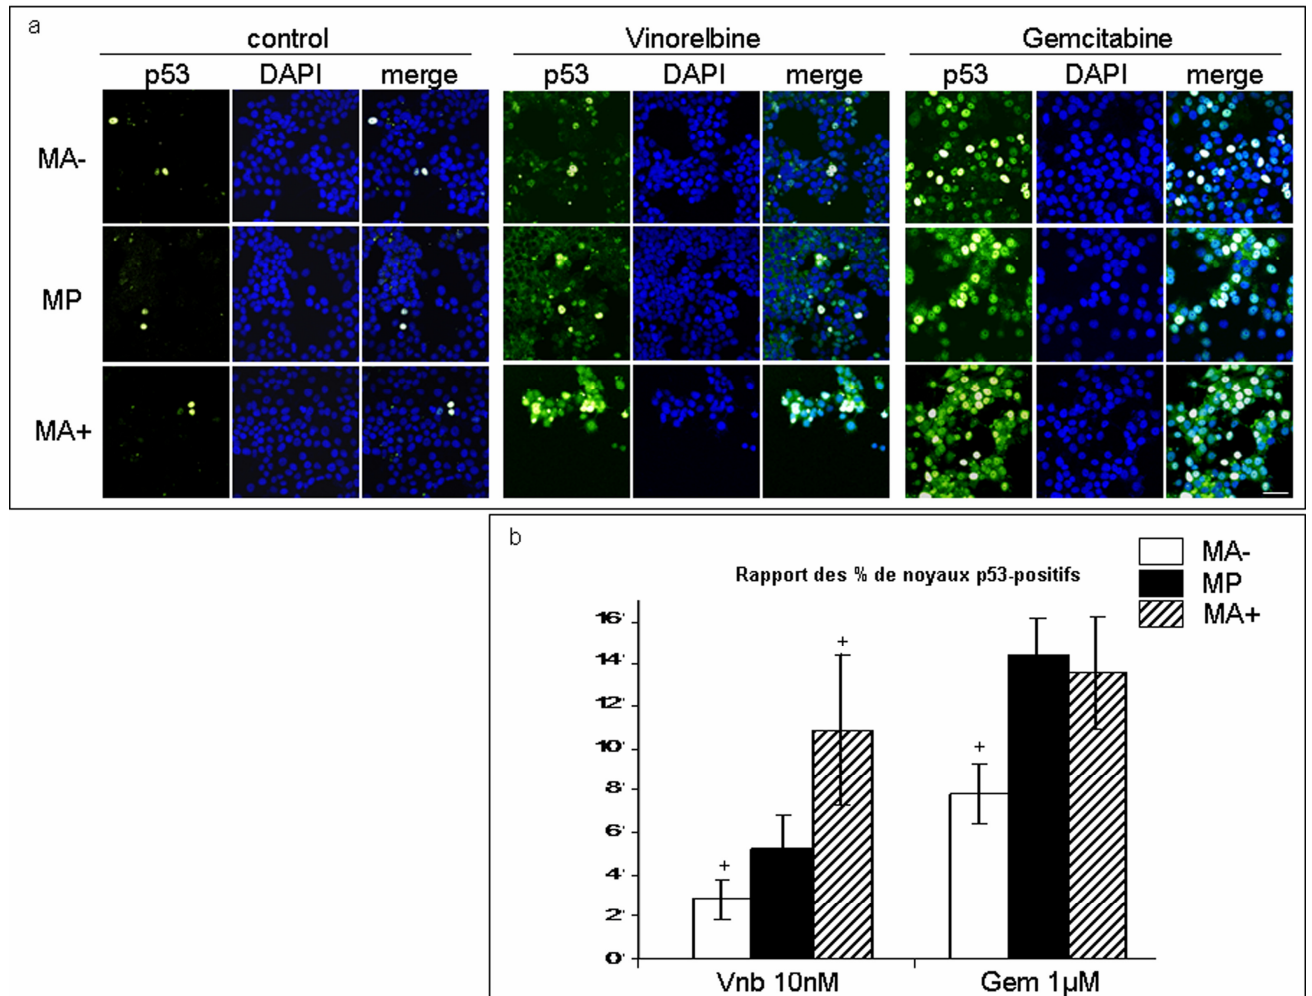 a
control Vinorelbine Gemcitabine
p53 DAPI merge p53 DAPI merge p53 DAPI merge
MA-
MP
MA+
b
MA-
MP
MA+
Rapport des % de noyaux p53-positifs
16
14
12
10
8
6
4
2
0
+
+
+
Vnb 10nM Gem 1µM